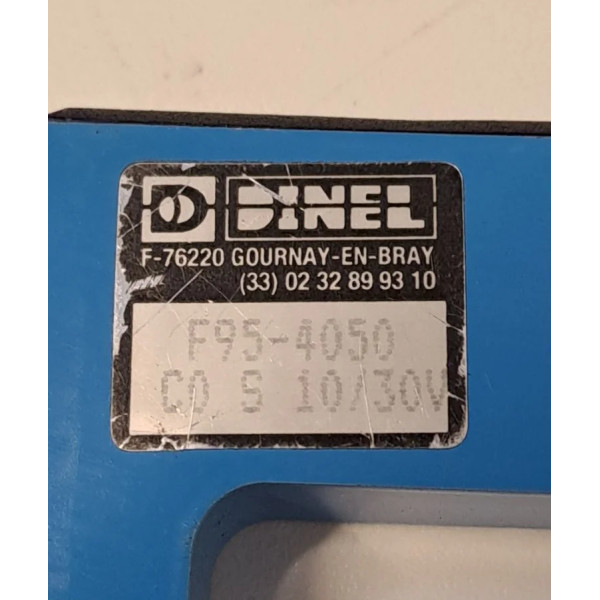 DINEL
F-76220 GOURNAY-EN-BRAY
(33) 02 32 89 93 10
F95-4050
CO S 10/30V